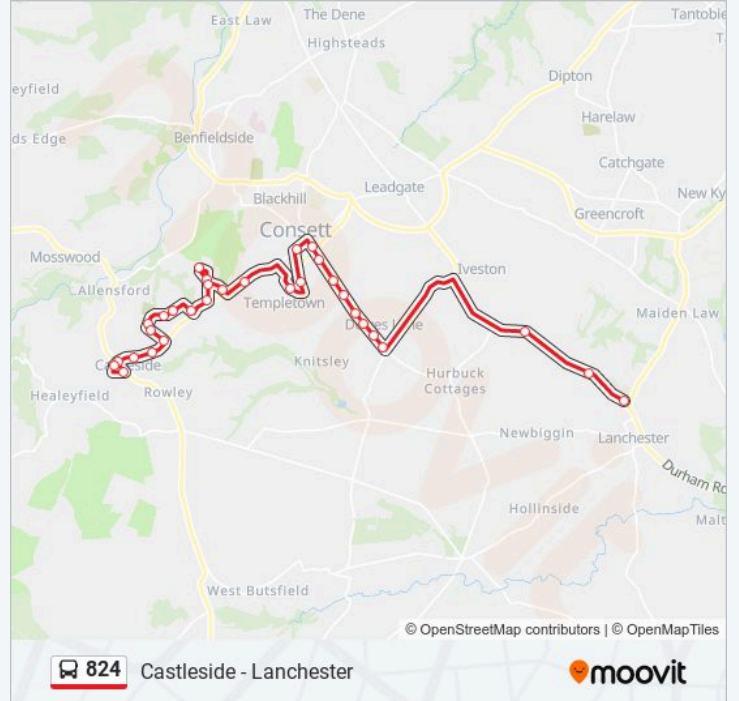 The Dene
Tantobie
East Law
Highsteads
T
Dipton
eyfield
Harelaw
ds Edge
Benfieldside
Catchgate
Leadgate
New Ky
Blackhill
Greencroft
Consett
Mosswood
Iveston
Allensford
Templetown
Maiden Law
Knitsley
Castleside
Hurbuck
Cottages
Healeyfield
Rowley
Newbiggin
Lanchester
Durham Rd
Hollinside
Malt
West Butsfield
© OpenStreetMap contributors | © OpenMapTiles
824 Castleside - Lanchester
moovit